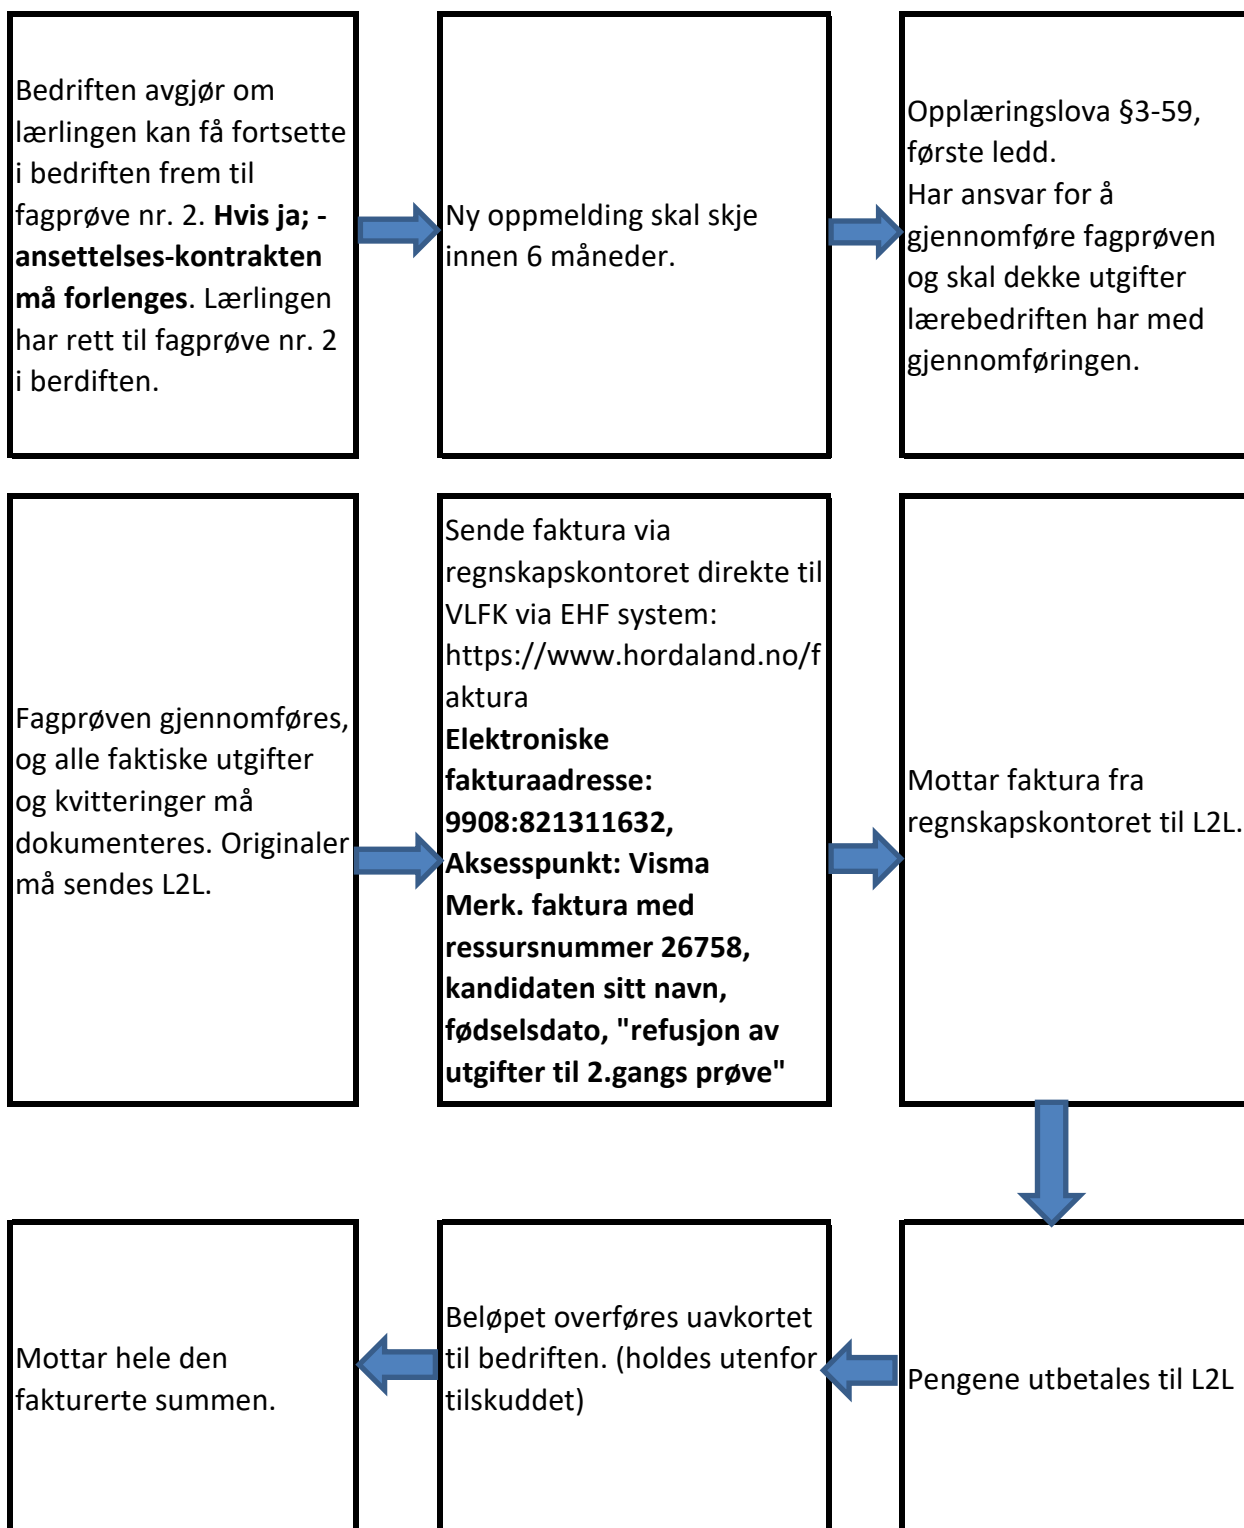 Bedriften avgjør om
lærlingen kan få fortsette
i bedriften frem til
fagprøve nr. 2. Hvis ja; -
ansettelses-kontrakten
må forlenges. Lærlingen
har rett til fagprøve nr. 2
i berdiften.
Ny oppmelding skal skje
innen 6 måneder.
Opplæringslova §3-59,
første ledd.
Har ansvar for å
gjennomføre fagprøven
og skal dekke utgifter
lærebedriften har med
gjennomføringen.
Fagprøven gjennomføres,
og alle faktiske utgifter
og kvitteringer må
dokumenteres. Originaler
må sendes L2L.
Sende faktura via
regnskapskontoret direkte til
VLFK via EHF system:
https://www.hordaland.no/f
aktura
Elektroniske
fakturaadresse:
9908:821311632,
Aksesspunkt: Visma
Merk. faktura med
ressursnummer 26758,
kandidaten sitt navn,
fødselsdato, "refusjon av
utgifter til 2.gangs prøve"
Mottar faktura fra
regnskapskontoret til L2L.
Mottar hele den
fakturerte summen.
Beløpet overføres uavkortet
til bedriften. (holdes utenfor
tilskuddet)
Pengene utbetales til L2L